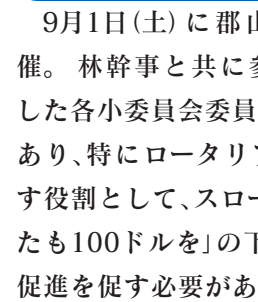 9月1日(土)に郡山
催。林幹事と共に参
した各小委員会委員
あり、特にロータリア
す役割として、スロー
たも100ドルを」の下
促進を促す必要があ